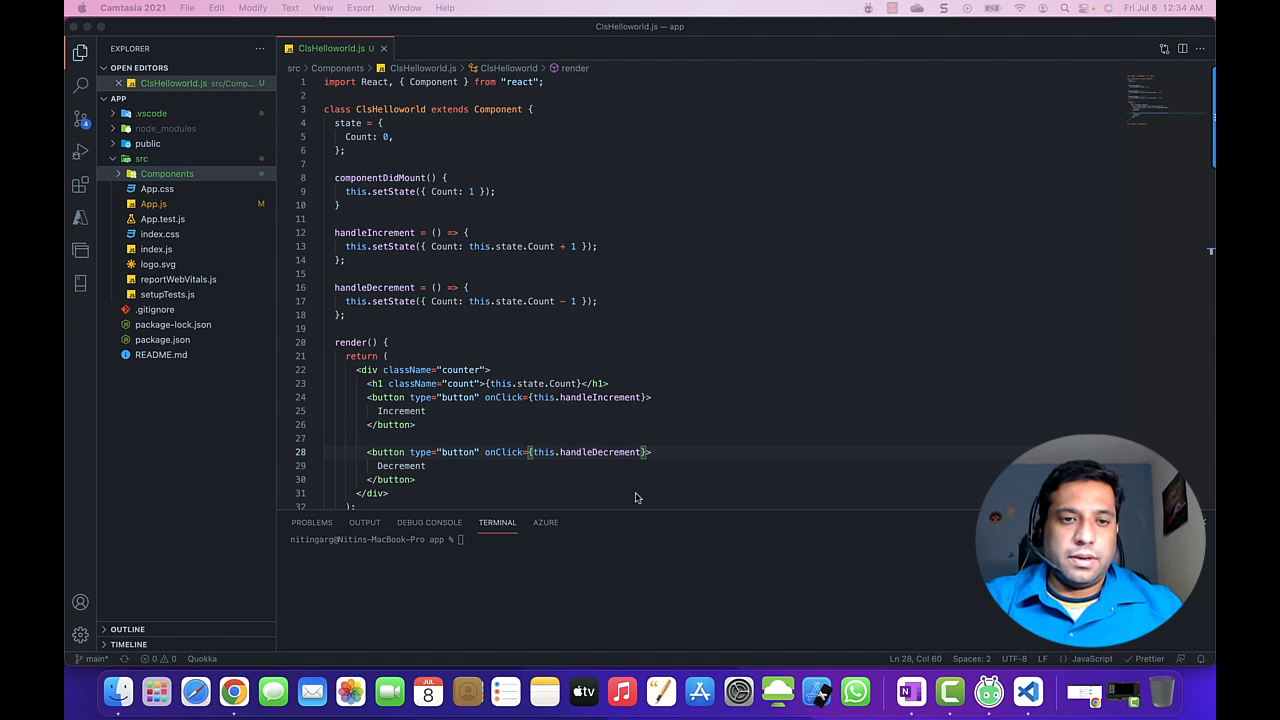 Camtasia 2021 File Edit Modify Text View Export Window Help
Fri Jul 8 12:34 AM
ClsHelloworld.js — app
EXPLORER
ClsHelloworld.js U
OPEN EDITORS
ClsHelloworld.js src/Comp... U
APP
.vscode
node_modules
public
src
Components
App.css
App.js M
App.test.js
index.css
index.js
logo.svg
reportWebVitals.js
setupTests.js
.gitignore
package-lock.json
package.json
README.md
OUTLINE
TIMELINE
src > Components > ClsHelloworld.js > ClsHelloworld > render
1 import React, { Component } from "react";
2
3 class ClsHelloworld extends Component {
4 state = {
5 Count: 0,
6 };
7
8 componentDidMount() {
9 this.setState({ Count: 1 });
10 }
11
12 handleIncrement = () => {
13 this.setState({ Count: this.state.Count + 1 });
14 };
15
16 handleDecrement = () => {
17 this.setState({ Count: this.state.Count - 1 });
18 };
19
20 render() {
21 return (
22 <div className="counter">
23 <h1 className="count">{this.state.Count}</h1>
24 <button type="button" onClick={this.handleIncrement}>
25 Increment
26 </button>
27
28 <button type="button" onClick={this.handleDecrement}>
29 Decrement
30 </button>
31 </div>
32 );
PROBLEMS OUTPUT DEBUG CONSOLE TERMINAL AZURE
nitingarg@Nitins-MacBook-Pro app %
4
main* 0 0 Quokka
Ln 28, Col 60 Spaces: 2 UTF-8 LF {} JavaScript Prettier
JUL
8
tv